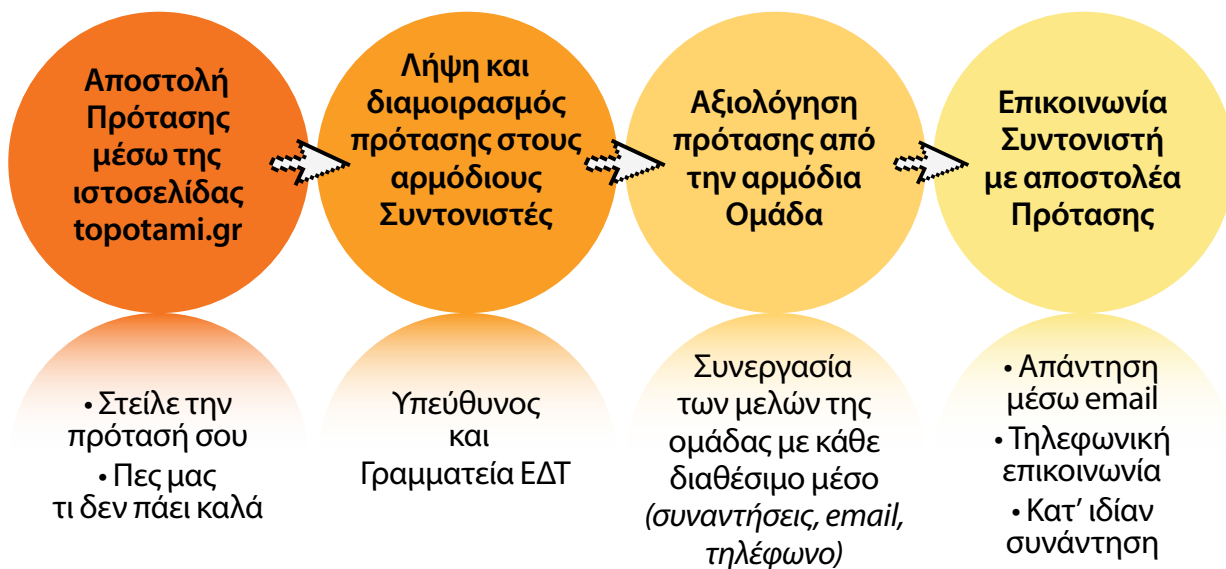 Αποστολή
Πρότασης
μέσω της
ιστοσελίδας
topotami.gr
Λήψη και
διαμοιρασμός
πρότασης στους
αρμόδιους
Συντονιστές
Αξιολόγηση
πρότασης από
την αρμόδια
Ομάδα
Επικοινωνία
Συντονιστή
με αποστολέα
Πρότασης
• Στείλε την
πρότασή σου
• Πες μας
τι δεν πάει καλά
Υπεύθυνος
και
Γραμματεία ΕΔΤ
Συνεργασία
των μελών της
ομάδας με κάθε
διαθέσιμο μέσο
(συναντήσεις, email,
τηλέφωνο)
• Απάντηση
μέσω email
• Τηλεφωνική
επικοινωνία
• Κατ’ ιδίαν
συνάντηση